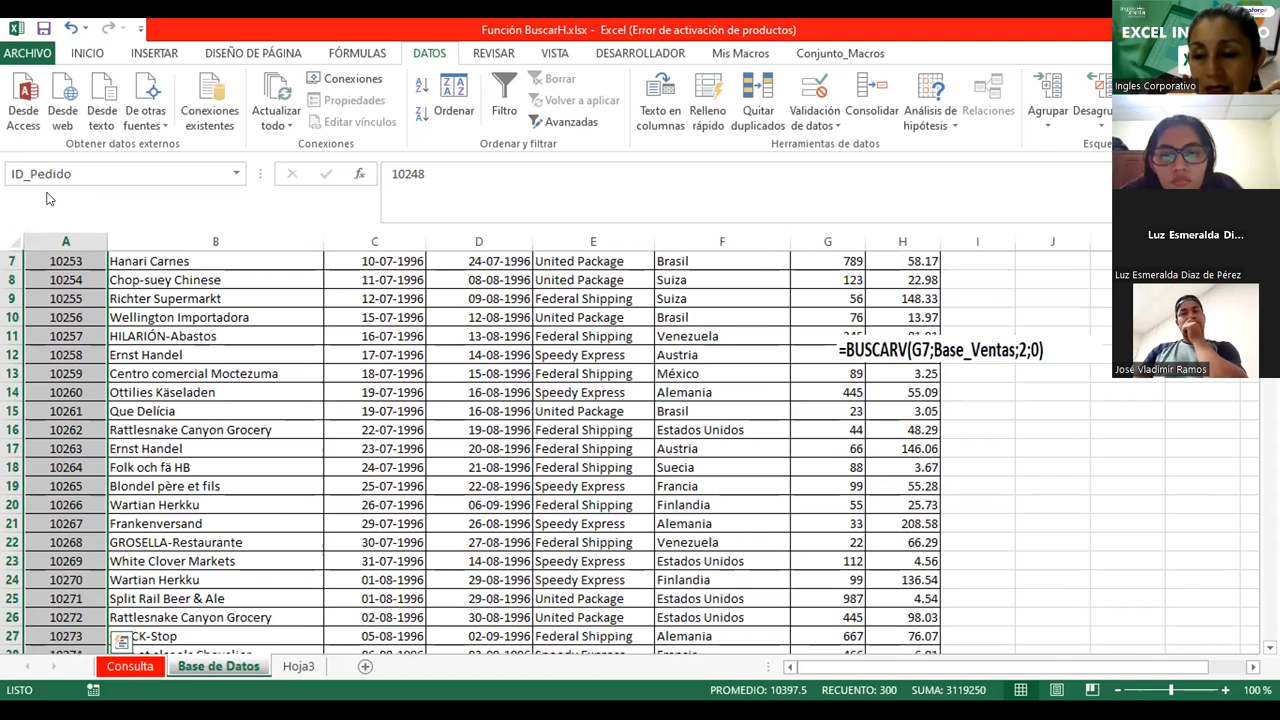 Función BuscarH.xlsx - Excel (Error de activación de productos)
ARCHIVO INICIO INSERTAR DISEÑO DE PÁGINA FÓRMULAS DATOS REVISAR VISTA DESARROLLADOR Mis Macros Conjunto_Macros
Desde Access
Desde web
Desde texto
De otras fuentes
Conexiones existentes
Actualizar todo
Conexiones
Propiedades
Editar vínculos
Ordenar
Filtro
Borrar
Volver a aplicar
Avanzadas
Texto en columnas
Relleno rápido
Quitar duplicados
Validación de datos
Consolidar
Análisis de hipótesis
Relaciones
Agrupar
Desagru
Obtener datos externos Conexiones Ordenar y filtrar Herramientas de datos Esque
ID_Pedido fx 10248
A B C D E F G H I J
7 10253 Hanari Carnes 10-07-1996 24-07-1996 United Package Brasil 789 58.17
8 10254 Chop-suey Chinese 11-07-1996 08-08-1996 United Package Suiza 123 22.98
9 10255 Richter Supermarkt 12-07-1996 09-08-1996 Federal Shipping Suiza 56 148.33
10 10256 Wellington Importadora 15-07-1996 12-08-1996 United Package Brasil 76 13.97
11 10257 HILARIÓN-Abastos 16-07-1996 13-08-1996 Federal Shipping Venezuela
=BUSCARV(G7;Base_Ventas;2;0)
12 10258 Ernst Handel 17-07-1996 14-08-1996 Speedy Express Austria
13 10259 Centro comercial Moctezuma 18-07-1996 15-08-1996 Federal Shipping México 89 3.25
14 10260 Ottilies Käseladen 19-07-1996 16-08-1996 Speedy Express Alemania 445 55.09
15 10261 Que Delícia 19-07-1996 16-08-1996 United Package Brasil 23 3.05
16 10262 Rattlesnake Canyon Grocery 22-07-1996 19-08-1996 Federal Shipping Estados Unidos 44 48.29
17 10263 Ernst Handel 23-07-1996 20-08-1996 Federal Shipping Austria 66 146.06
18 10264 Folk och fä HB 24-07-1996 21-08-1996 Federal Shipping Suecia 88 3.67
19 10265 Blondel père et fils 25-07-1996 22-08-1996 Speedy Express Francia 99 55.28
20 10266 Wartian Herkku 26-07-1996 06-09-1996 Federal Shipping Finlandia 55 25.73
21 10267 Frankenversand 29-07-1996 26-08-1996 Speedy Express Alemania 33 208.58
22 10268 GROSELLA-Restaurante 30-07-1996 27-08-1996 Federal Shipping Venezuela 22 66.29
23 10269 White Clover Markets 31-07-1996 14-08-1996 Speedy Express Estados Unidos 112 4.56
24 10270 Wartian Herkku 01-08-1996 29-08-1996 Speedy Express Finlandia 99 136.54
25 10271 Split Rail Beer & Ale 01-08-1996 29-08-1996 United Package Estados Unidos 987 4.54
26 10272 Rattlesnake Canyon Grocery 02-08-1996 30-08-1996 United Package Estados Unidos 445 98.03
27 10273 CK-Stop 05-08-1996 02-09-1996 Federal Shipping Alemania 667 76.07
Consulta Base de Datos Hoja3
LISTO PROMEDIO: 10397.5 RECUENTO: 300 SUMA: 3119250 100 %
EXCEL IN
Ingles Corporativo
Luz Esmeralda Di...
Luz Esmeralda Diaz de Pérez
José Vladimir Ramos